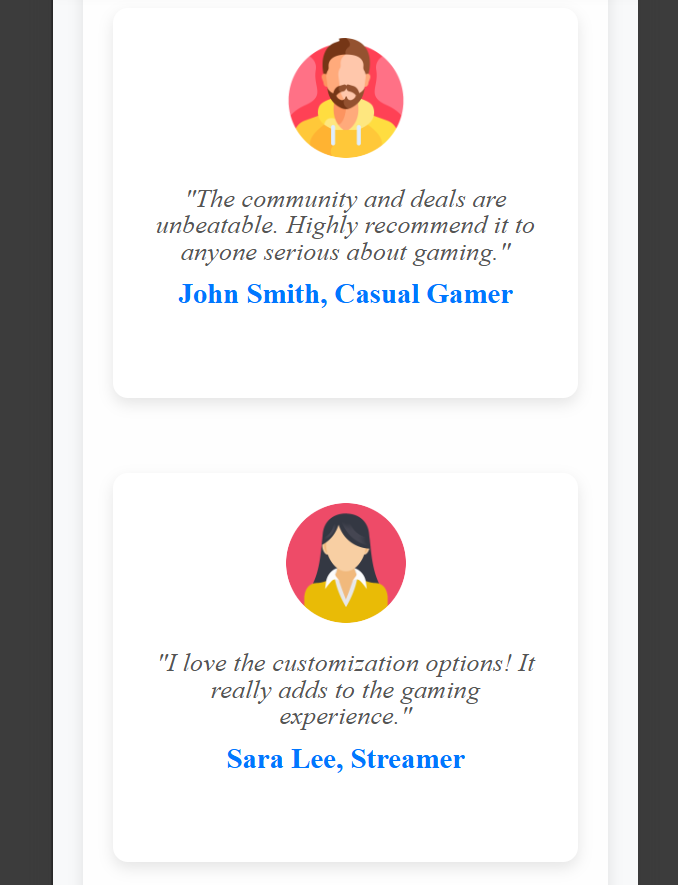 "The community and deals are
unbeatable. Highly recommend it to
anyone serious about gaming."
John Smith, Casual Gamer
"I love the customization options! It
really adds to the gaming
experience."
Sara Lee, Streamer